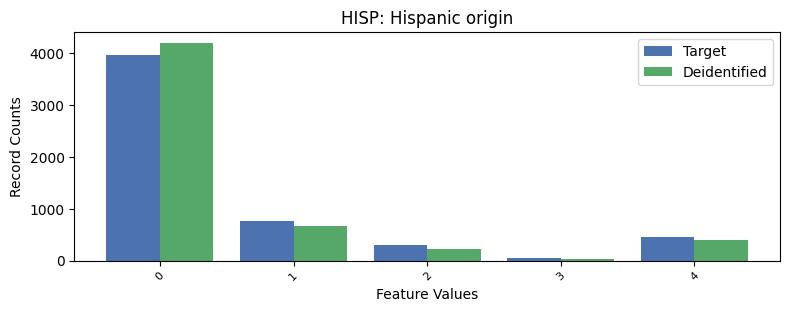 HISP: Hispanic origin
Target
Deidentified
Record Counts
4000
3000
2000
1000
0
0 1 2 3 4
Feature Values